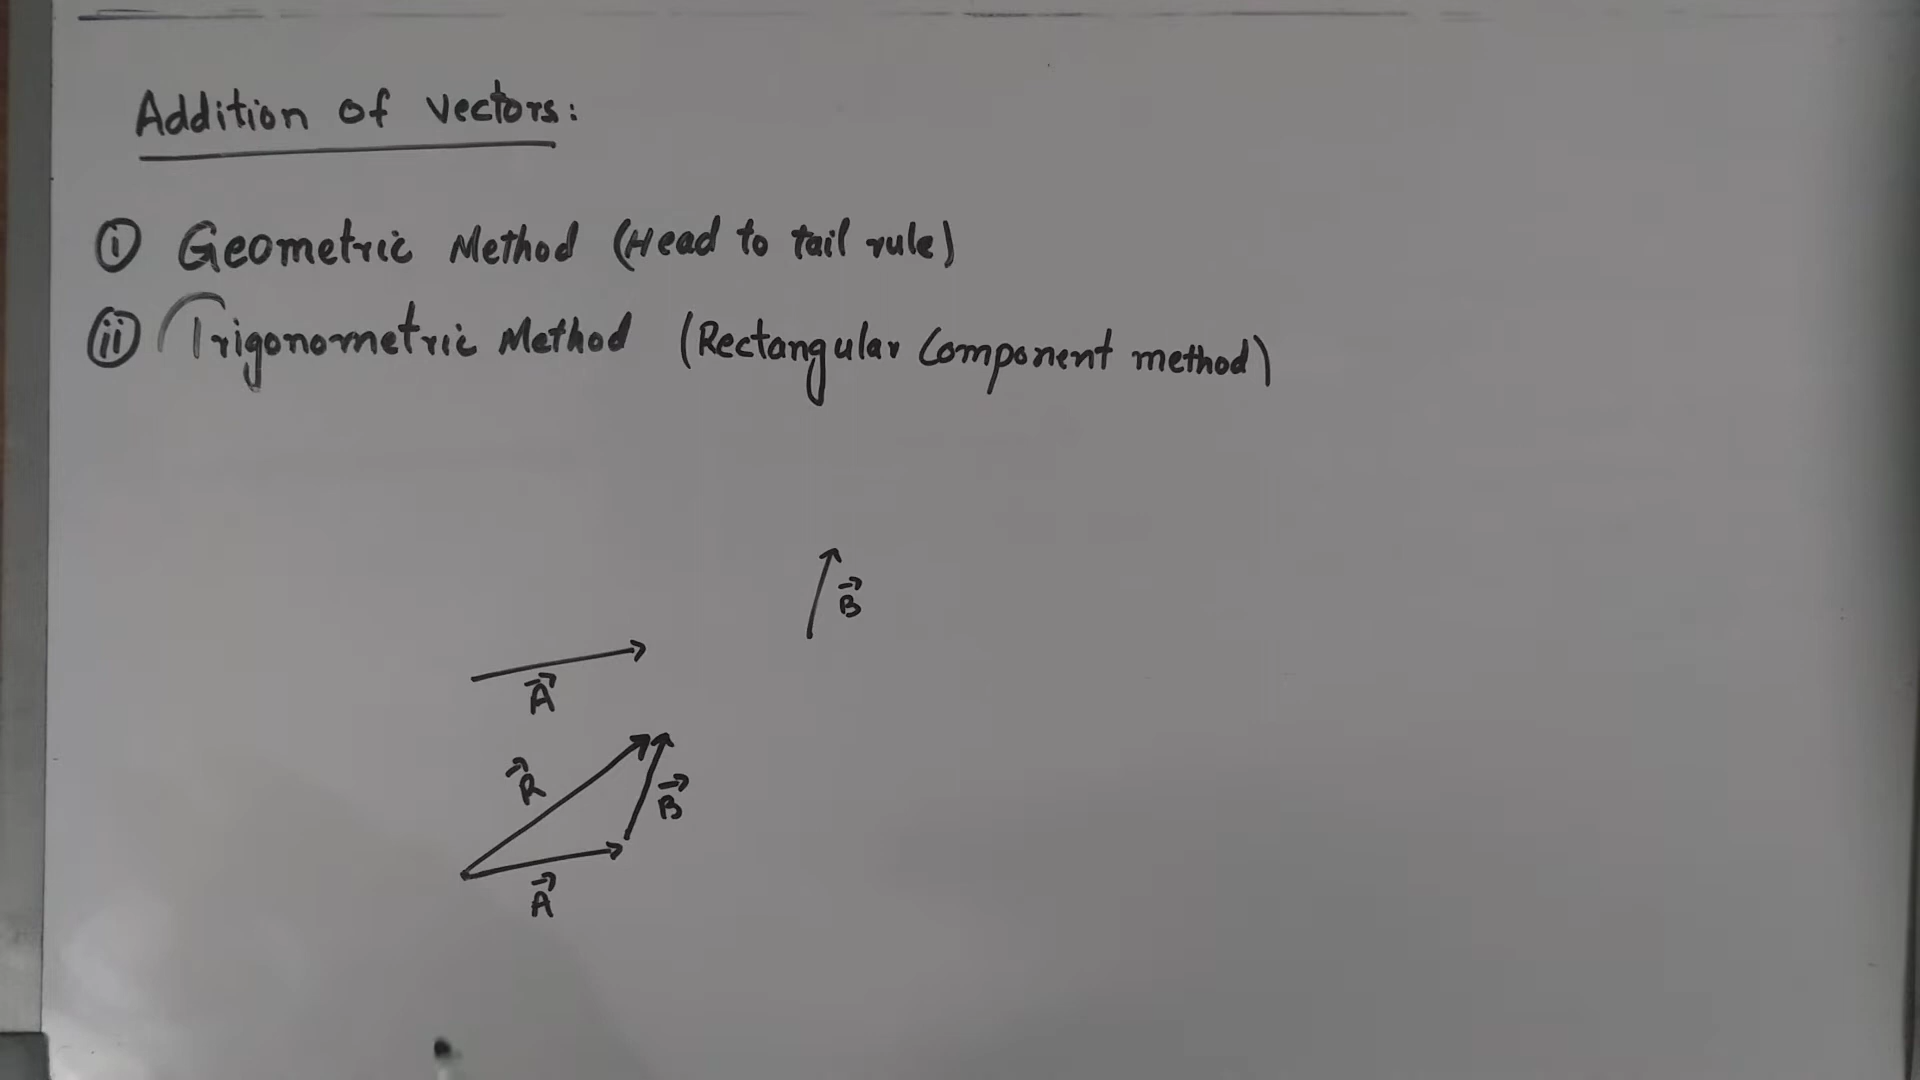 Addition of vectors:
(i) Geometric Method (Head to tail rule)
(ii) Trigonometric Method (Rectangular Component method)
B⃗
A⃗
R⃗
B⃗
A⃗